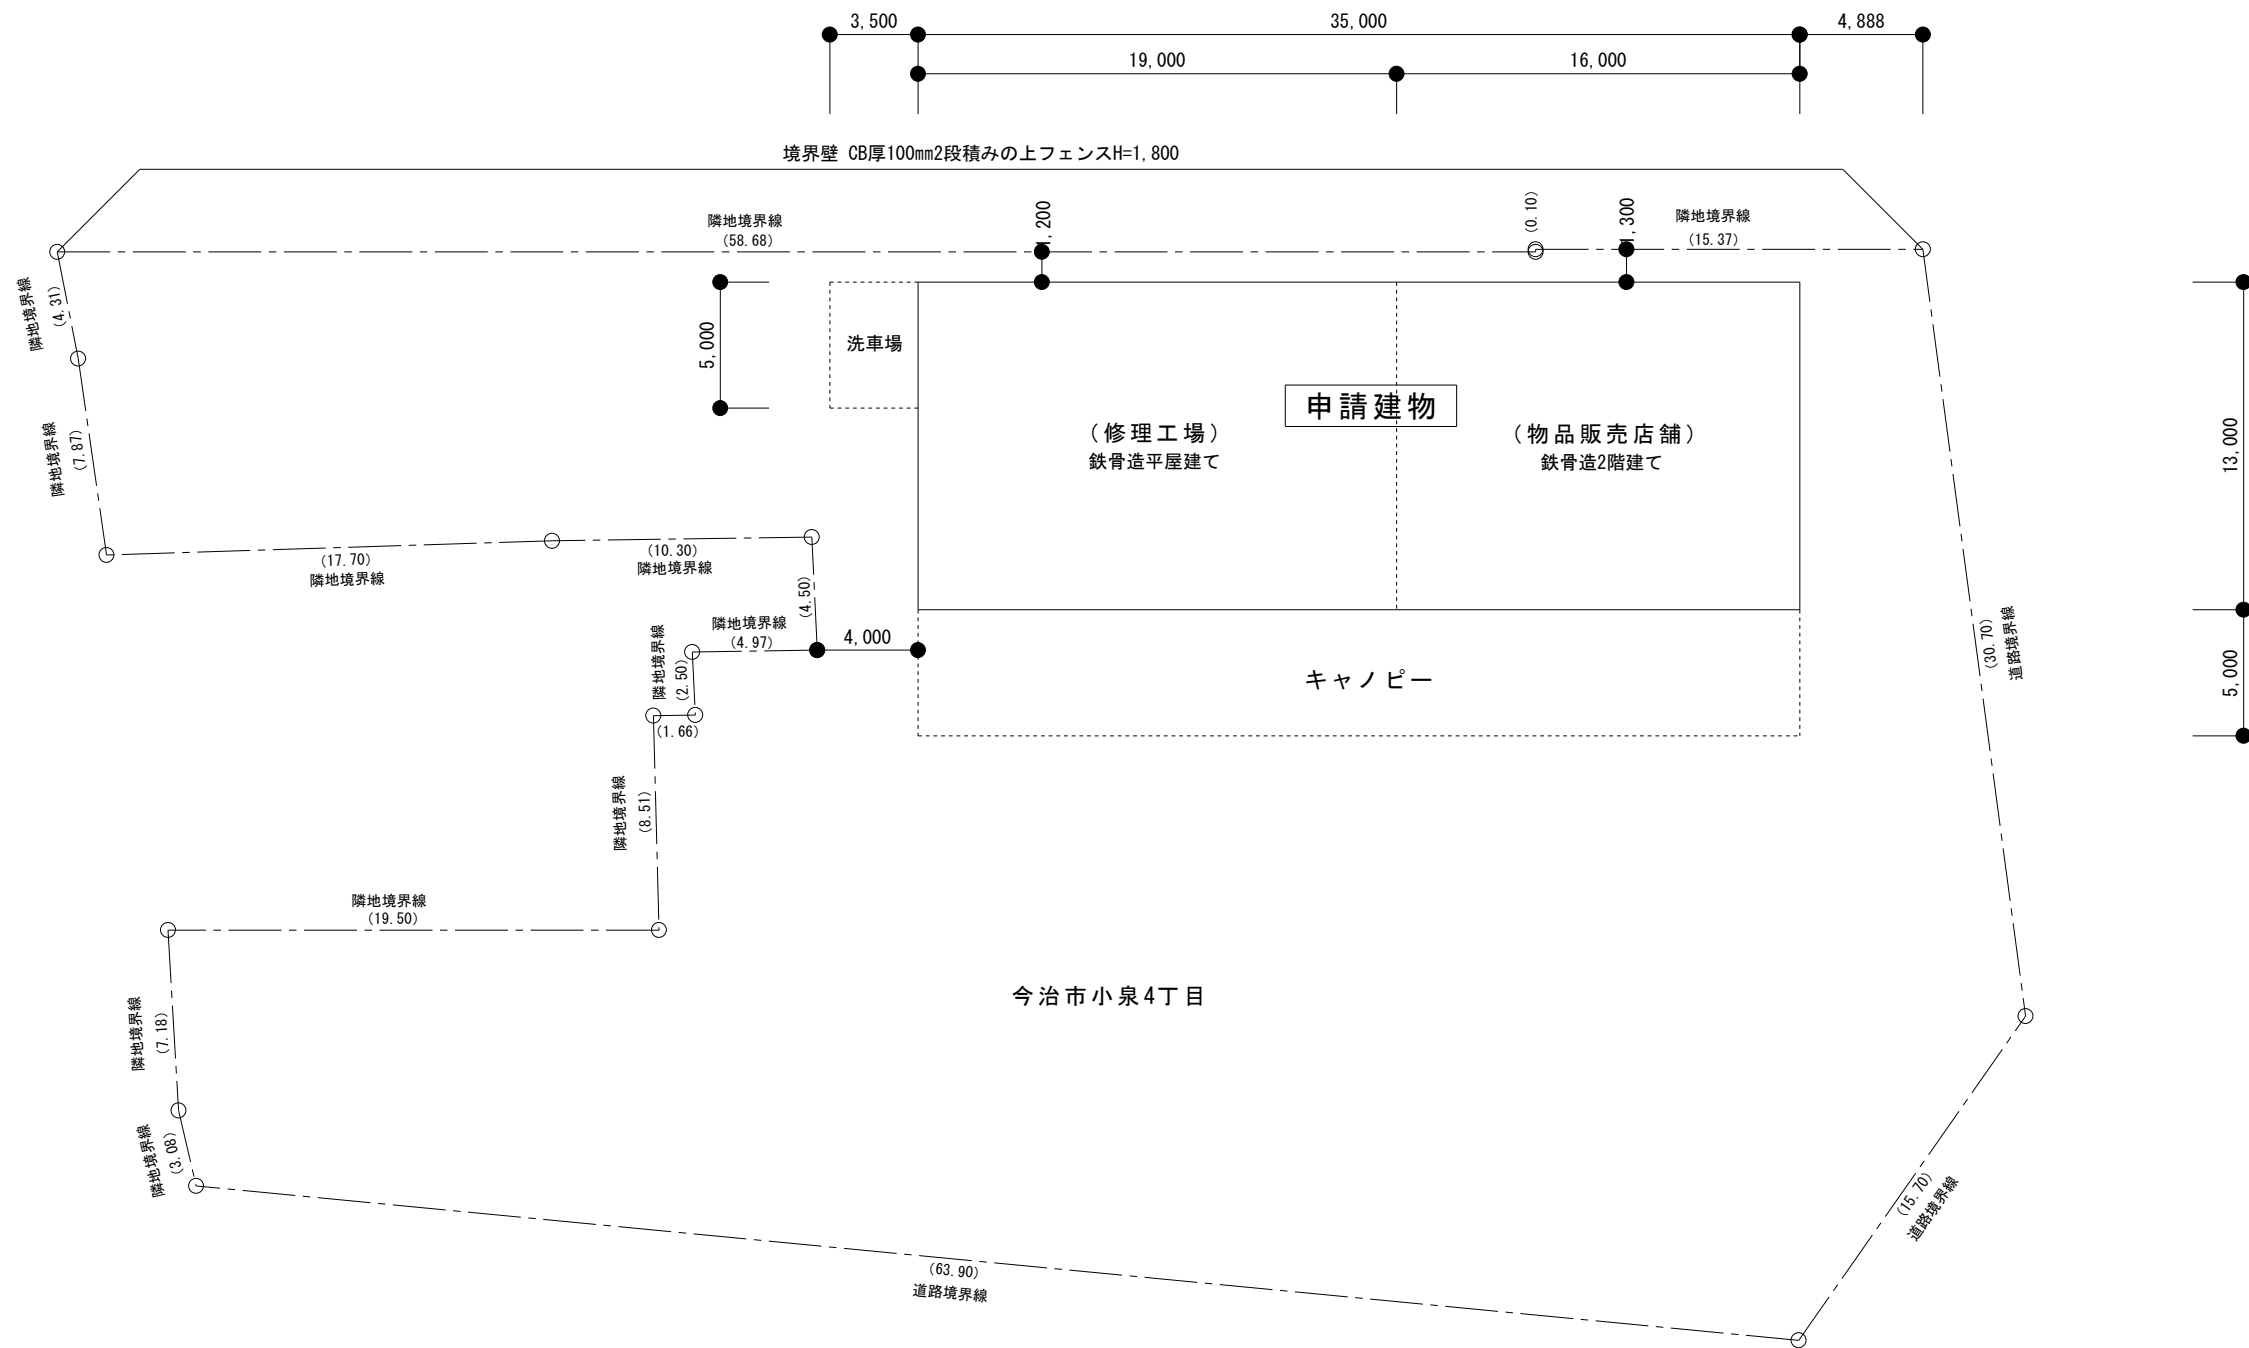 3,500
35,000
4,888
19,000
16,000
境界壁 CB厚100mm2段積みの上フェンスH=1,800
隣地境界線
(58.68)
1,200
(0.10)
1,300
隣地境界線
(15.37)
隣地境界線
(4.31)
5,000
洗車場
申請建物
(修理工場)
鉄骨造平屋建て
(物品販売店舗)
鉄骨造2階建て
13,000
隣地境界線
(7.87)
(17.70)
隣地境界線
(10.30)
隣地境界線
(4.50)
隣地境界線
(4.97)
4,000
隣地境界線
(2.50)
(1.66)
キャノピー
(30.70)
道路境界線
5,000
隣地境界線
(8.51)
隣地境界線
(19.50)
今治市小泉4丁目
隣地境界線
(7.18)
隣地境界線
(3.08)
(15.70)
道路境界線
(63.90)
道路境界線